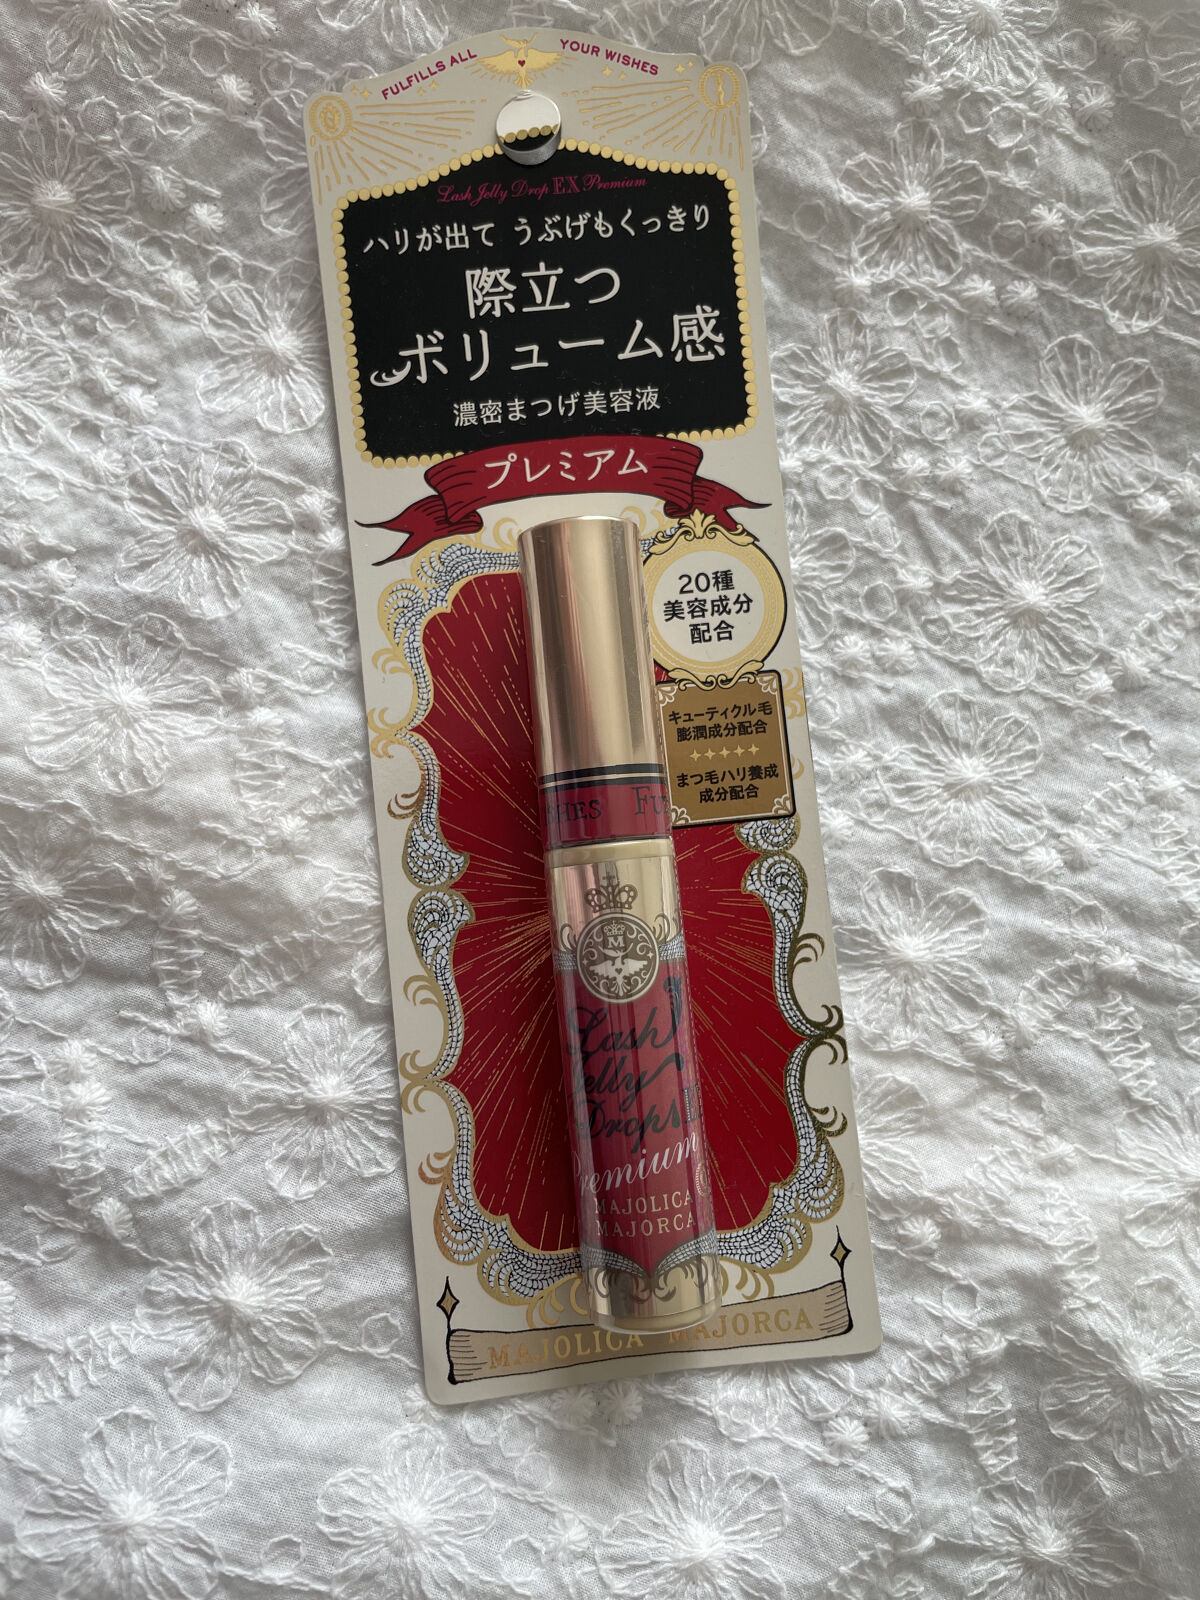 FULFILLS ALL YOUR WISHES
Lash Jelly Drop EX Premium
ハリが出て うぶげもくっきり
際立つ
ボリューム感
濃密まつげ美容液
プレミアム
20種
美容成分
配合
キューティクル毛
膨潤成分配合
まつ毛ハリ養成
成分配合
SHES FU
M
Lash
Jelly
Drops
Premium
MAJOLICA
MAJORCA
MAJOLICA MAJORCA